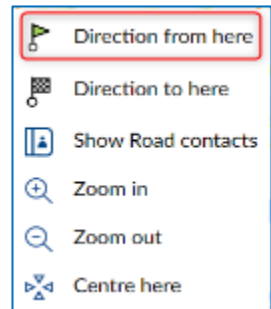 Direction from here
Direction to here
Show Road contacts
Zoom in
Zoom out
Centre here